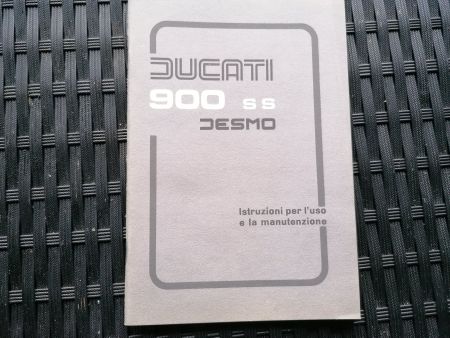 DUCATI
900 SS
DESMO
Istruzioni per l'uso
e la manutenzione